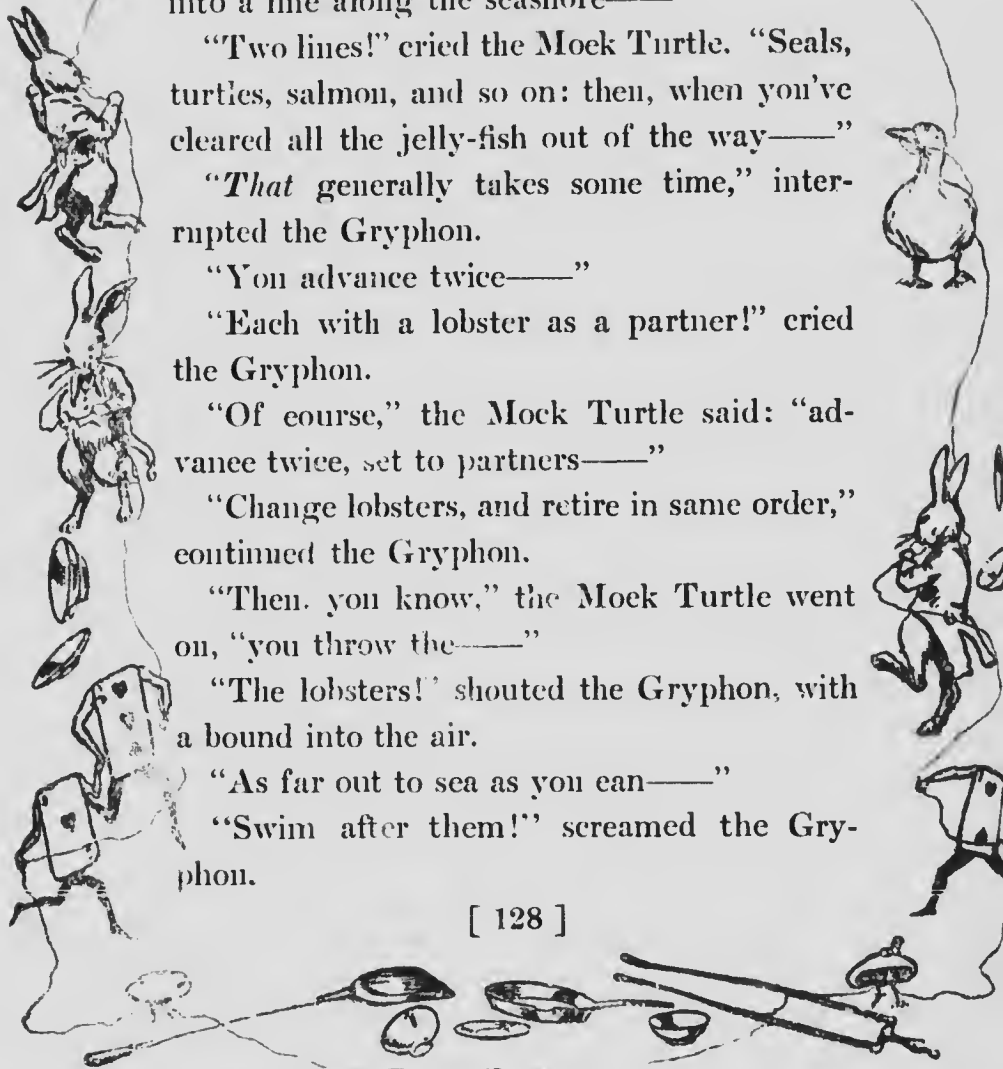 into a line along the seashore——
“Two lines!” cried the Mock Turtle. “Seals,
turtles, salmon, and so on: then, when you've
cleared all the jelly-fish out of the way——”
“That generally takes some time,” inter-
rupted the Gryphon.
“You advance twice——”
“Each with a lobster as a partner!” cried
the Gryphon.
“Of course,” the Mock Turtle said: “ad-
vance twice, set to partners——”
“Change lobsters, and retire in same order,”
continued the Gryphon.
“Then, you know,” the Mock Turtle went
on, “you throw the——”
“The lobsters!” shouted the Gryphon, with
a bound into the air.
“As far out to sea as you can——”
“Swim after them!” screamed the Gry-
phon.
[ 128 ]